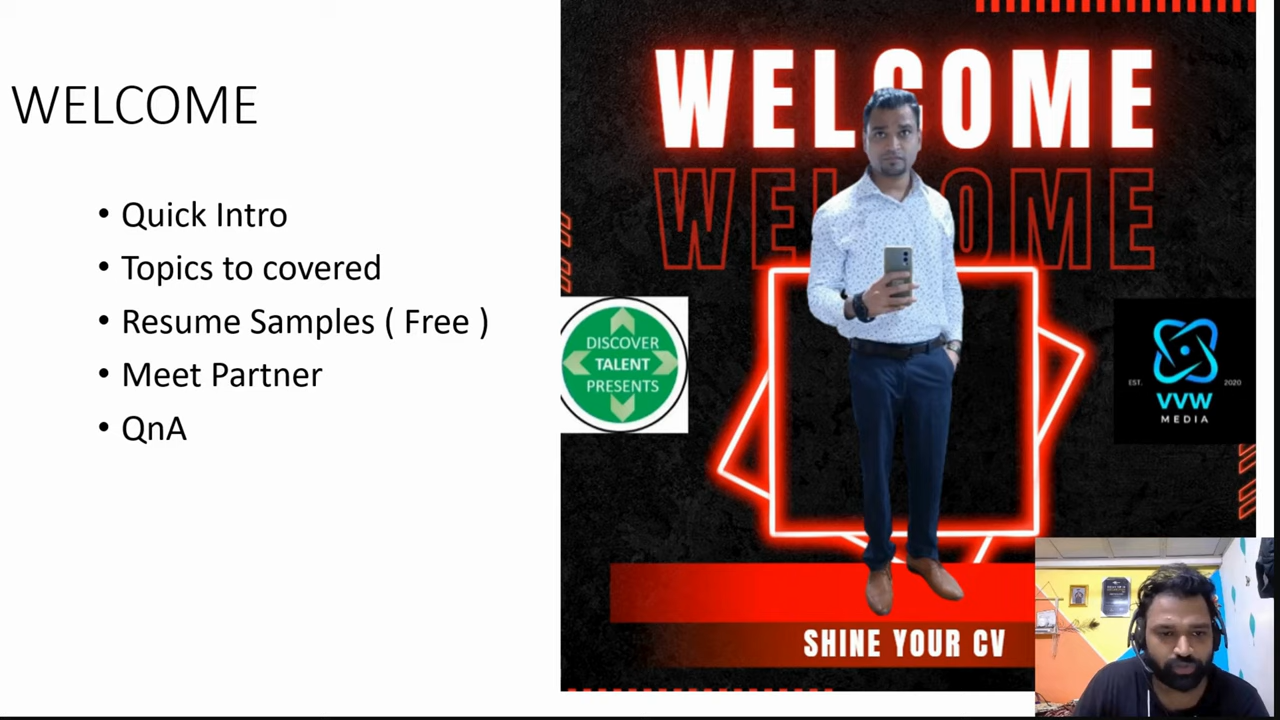 WELCOME
• Quick Intro
• Topics to covered
• Resume Samples ( Free )
• Meet Partner
• QnA
WELCOME
WELCOME
DISCOVER
TALENT
PRESENTS
EST. 2020
VVW
MEDIA
SHINE YOUR CV